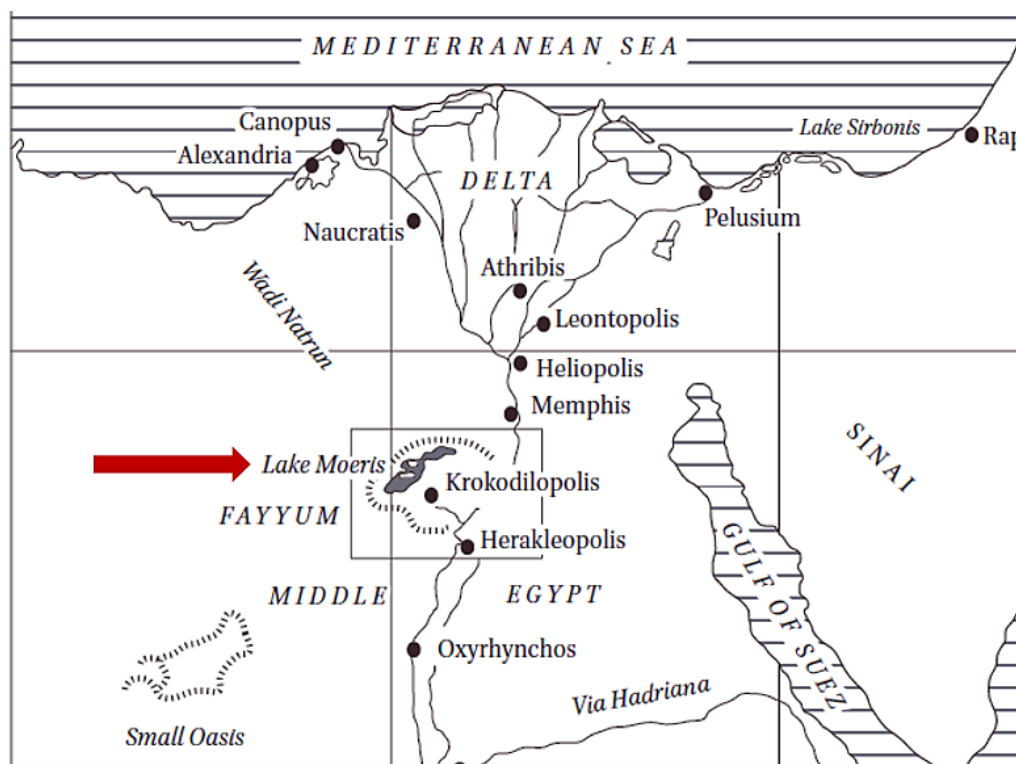 MEDITERRANEAN SEA
Canopus
Lake Sirbonis
Alexandria
Rap
DELTA
Pelusium
Naucratis
Athribis
Wadi Natrun
Leontopolis
Heliopolis
Memphis
SINAI
Lake Moeris
Krokodilopolis
FAYYUM
Herakleopolis
GULF OF SUEZ
MIDDLE EGYPT
Oxyrhynchos
Via Hadriana
Small Oasis